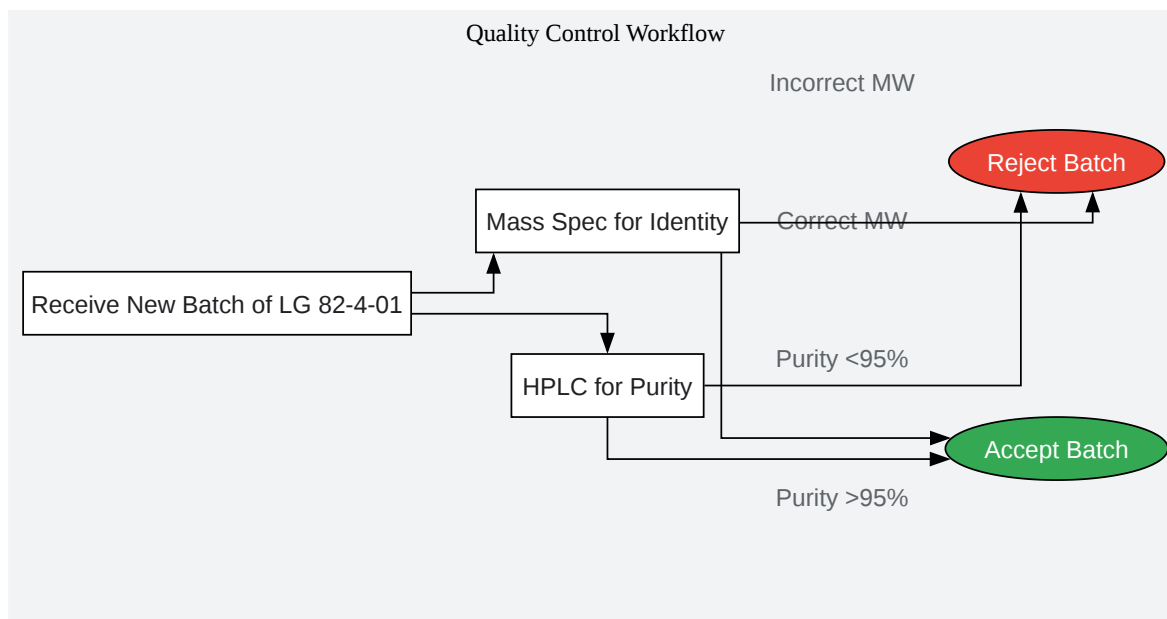 Quality Control Workflow
Incorrect MW
Reject Batch
Mass Spec for Identity
Correct MW
Receive New Batch of LG 82-4-01
Purity <95%
HPLC for Purity
Accept Batch
Purity >95%